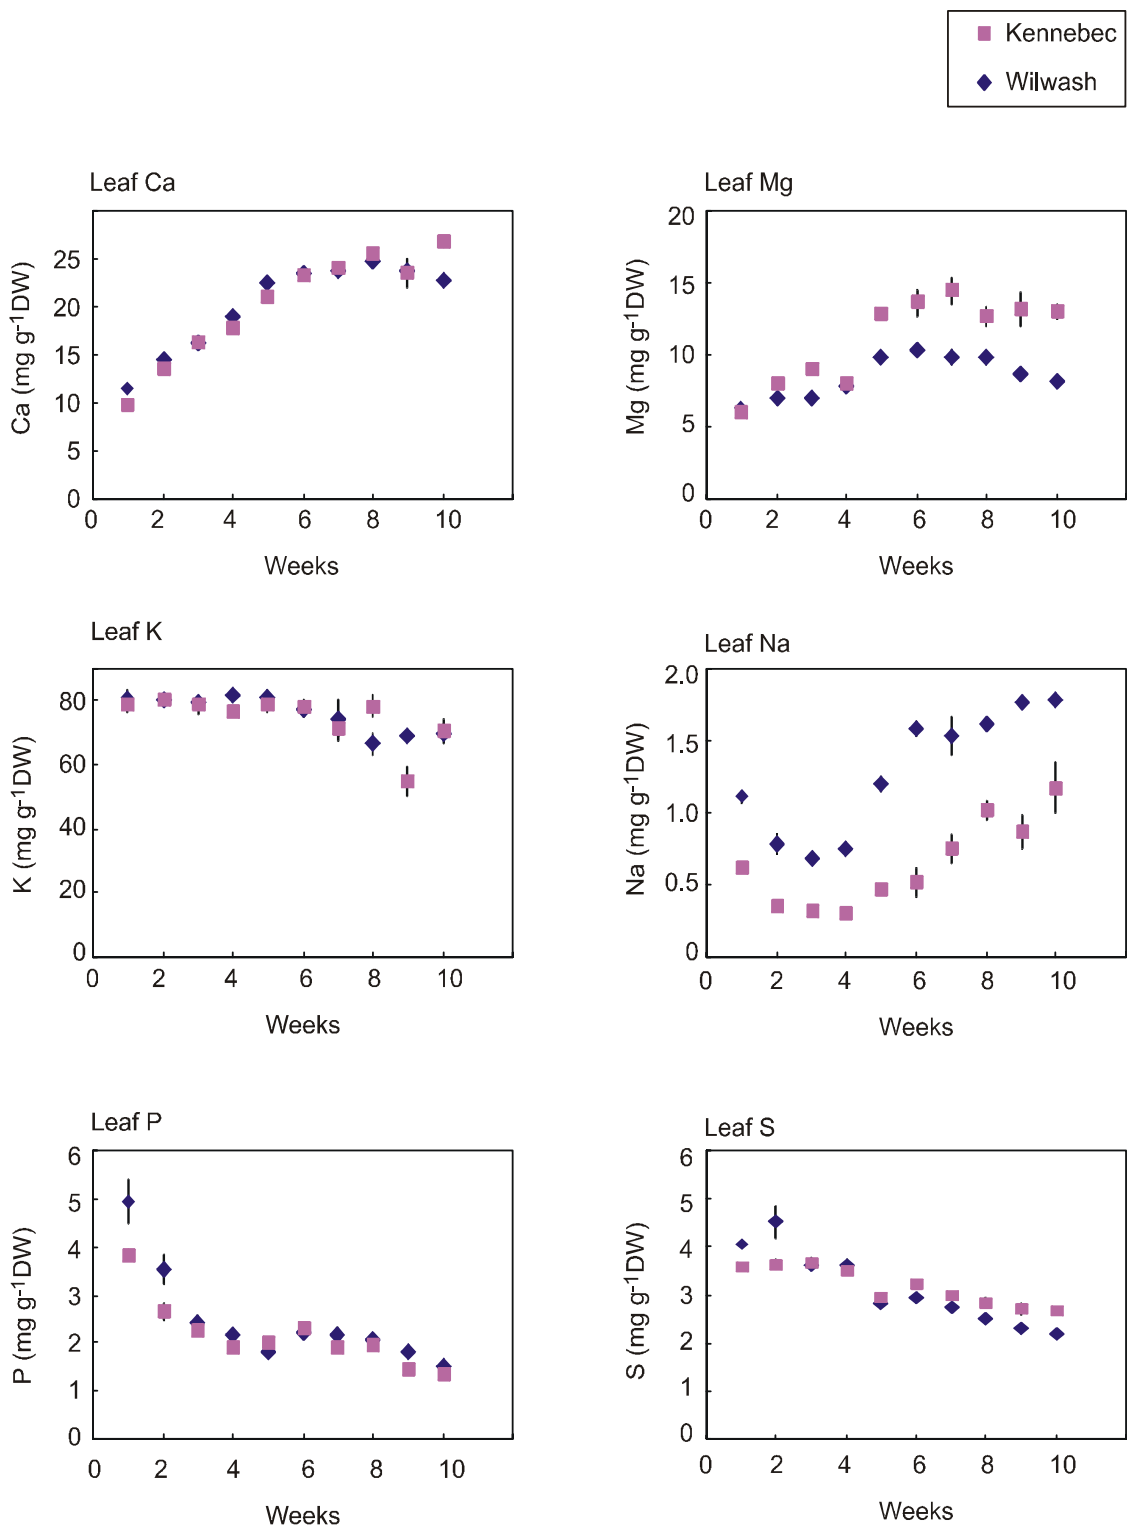 Kennebec
Wilwash
Leaf Ca
25
20
15
10
5
0
Ca (mg g-1DW)
0 2 4 6 8 10
Weeks
Leaf Mg
20
15
10
5
0
Mg (mg g-1DW)
0 2 4 6 8 10
Weeks
Leaf K
80
60
40
20
0
K (mg g-1DW)
0 2 4 6 8 10
Weeks
Leaf Na
2.0
1.5
1.0
0.5
0
Na (mg g-1DW)
0 2 4 6 8 10
Weeks
Leaf P
6
5
4
3
2
1
0
P (mg g-1DW)
0 2 4 6 8 10
Weeks
Leaf S
6
5
4
3
2
1
0
S (mg g-1DW)
0 2 4 6 8 10
Weeks